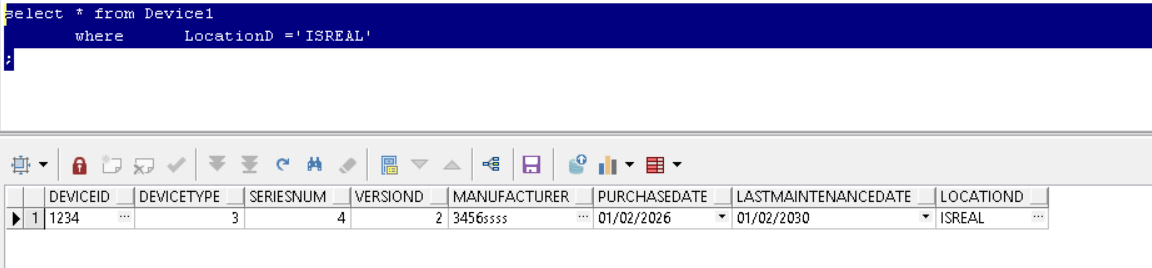 select * from Device1
where LocationD ='ISREAL'
;
DEVICEID DEVICETYPE SERIESNUM VERSIOND MANUFACTURER PURCHASEDATE LASTMAINTENANCEDATE LOCATIOND
1 1234 ... 3 4 2 3456ssss ... 01/02/2026 01/02/2030 ISREAL ...